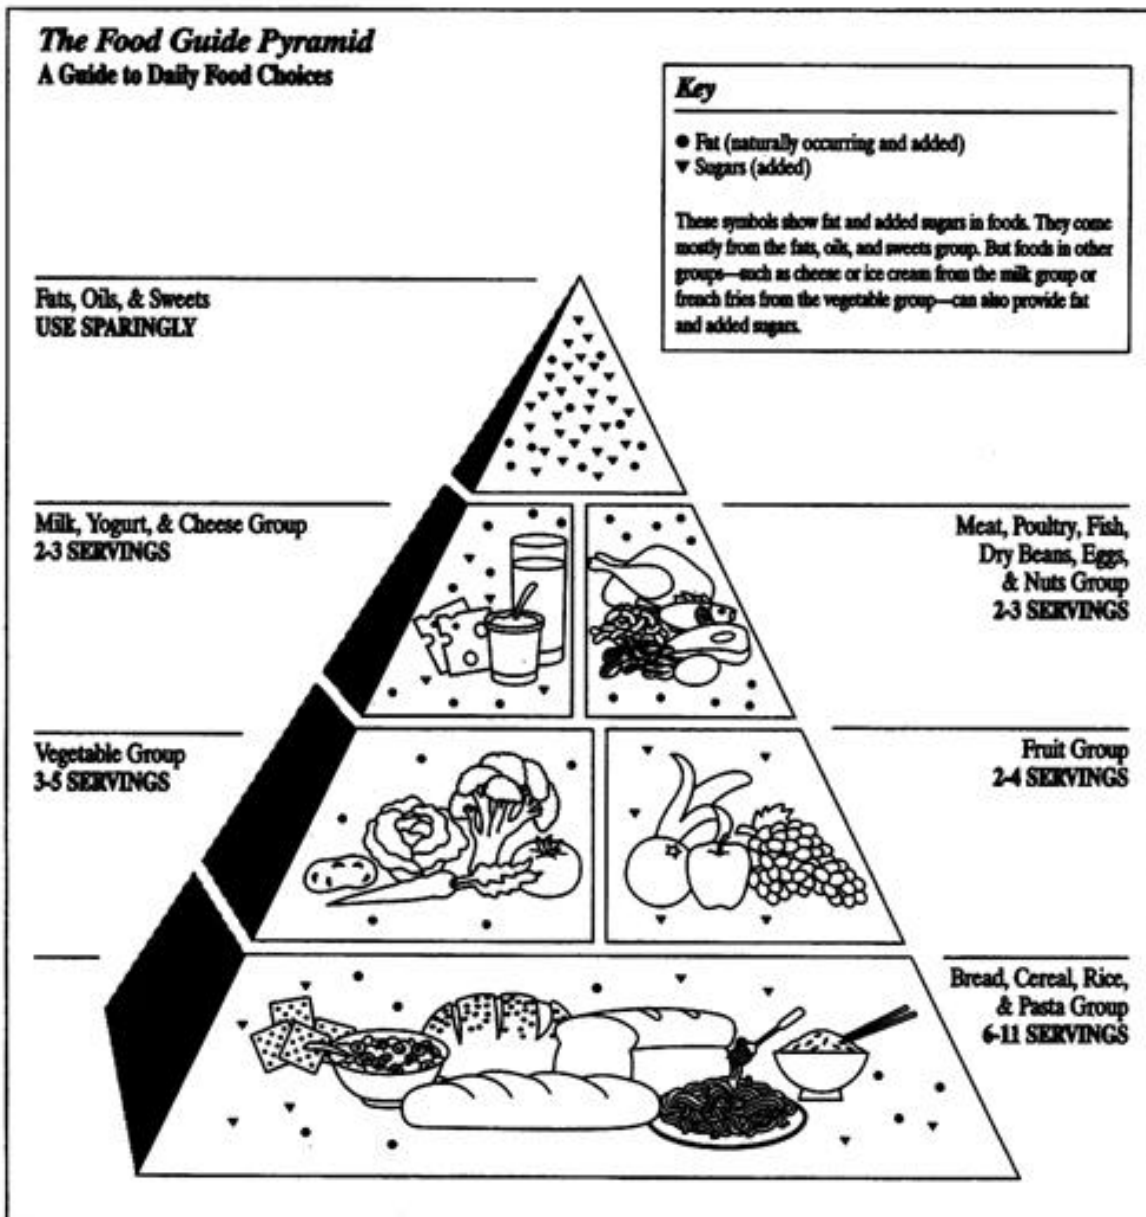 The Food Guide Pyramid
A Guide to Daily Food Choices
Key
● Fat (naturally occurring and added)
▼ Sugars (added)
These symbols show fat and added sugars in foods. They come
mostly from the fats, oils, and sweets group. But foods in other
groups—such as cheese or ice cream from the milk group or
french fries from the vegetable group—can also provide fat
and added sugars.
Fats, Oils, & Sweets
USE SPARINGLY
Milk, Yogurt, & Cheese Group
2-3 SERVINGS
Meat, Poultry, Fish,
Dry Beans, Eggs,
& Nuts Group
2-3 SERVINGS
Vegetable Group
3-5 SERVINGS
Fruit Group
2-4 SERVINGS
Bread, Cereal, Rice,
& Pasta Group
6-11 SERVINGS